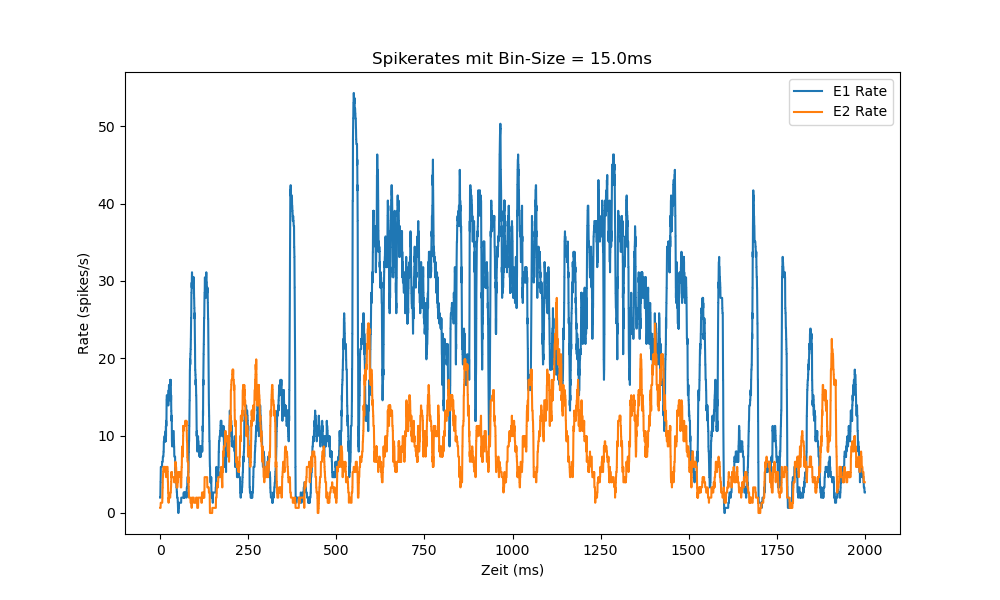 Spikerates mit Bin-Size = 15.0ms
E1 Rate
E2 Rate
50
40
30
20
10
0
Rate (spikes/s)
0 250 500 750 1000 1250 1500 1750 2000
Zeit (ms)